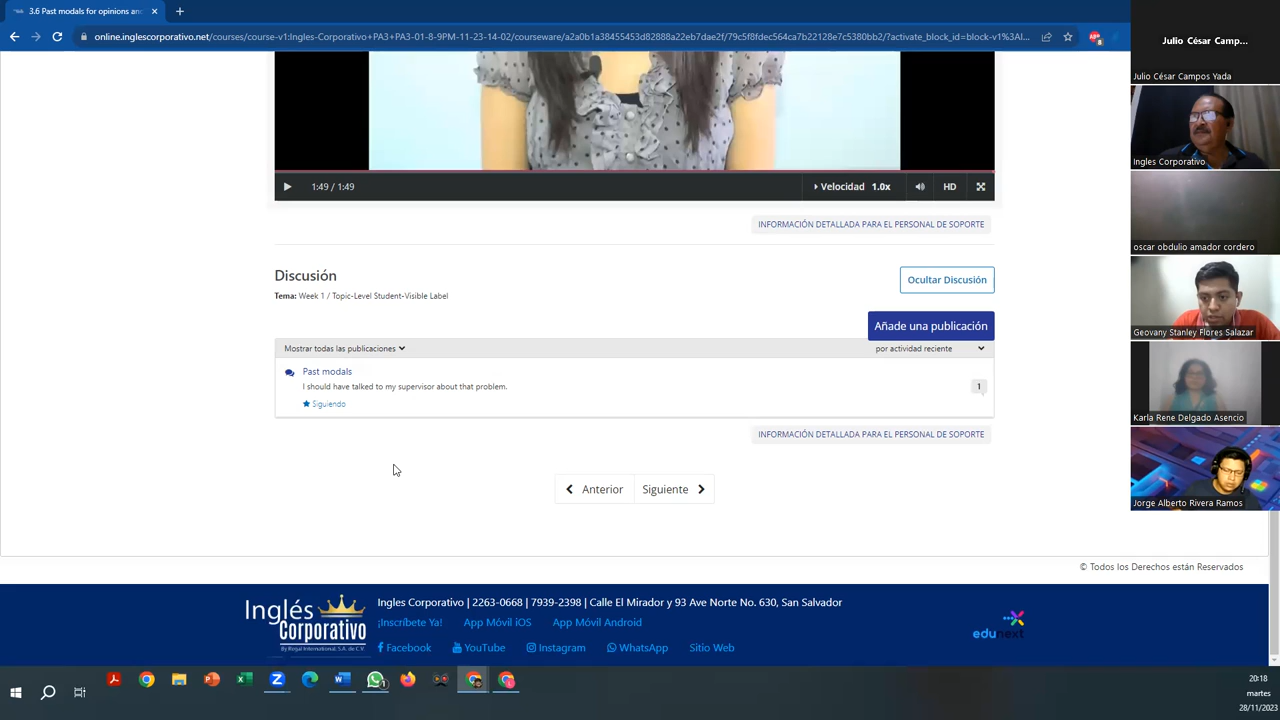 3.6 Past modals for opinions an
online.inglescorporativo.net/courses/course-v1:Ingles-Corporativo+PA3+PA3-01-8-9PM-11-23-14-02/courseware/a2a0b1a38455453d82888a22eb7dae2f/79c5f8fdec564ca7b22128e7c5380bb2/?activate_block_id=block-v1%3AI...
Julio César Camp...
Julio César Campos Yada
Ingles Corporativo
oscar obdulio amador cordero
Geovany Stanley Flores Salazar
Karla Rene Delgado Asencio
Jorge Alberto Rivera Ramos
1:49 / 1:49
Velocidad 1.0x
HD
INFORMACIÓN DETALLADA PARA EL PERSONAL DE SOPORTE
Discusión
Ocultar Discusión
Tema: Week 1 / Topic-Level Student-Visible Label
Añade una publicación
Mostrar todas las publicaciones
por actividad reciente
Past modals
I should have talked to my supervisor about that problem.
1
Siguiendo
INFORMACIÓN DETALLADA PARA EL PERSONAL DE SOPORTE
Anterior
Siguiente
© Todos los Derechos están Reservados
Inglés Corporativo
By Regal International, S.A. de C.V.
Ingles Corporativo | 2263-0668 | 7939-2398 | Calle El Mirador y 93 Ave Norte No. 630, San Salvador
¡Inscríbete Ya!
App Móvil iOS
App Móvil Android
Facebook
YouTube
Instagram
WhatsApp
Sitio Web
edunext
20:18
martes
28/11/2023